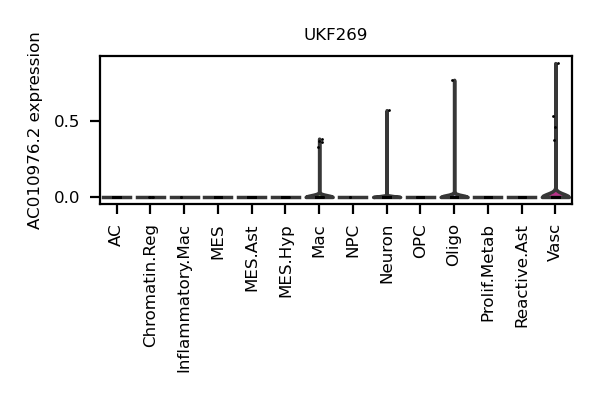 UKF269
AC010976.2 expression
0.5
0.0
AC
Chromatin.Reg
Inflammatory.Mac
MES
MES.Ast
MES.Hyp
Mac
NPC
Neuron
OPC
Oligo
Prolif.Metab
Reactive.Ast
Vasc